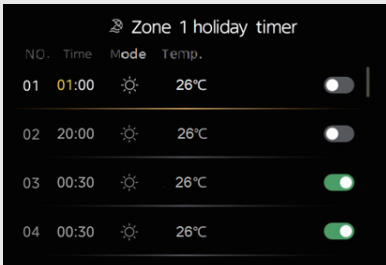 Zone 1 holiday timer
NO. Time Mode Temp.
01 01:00 26℃
02 20:00 26℃
03 00:30 26℃
04 00:30 26℃